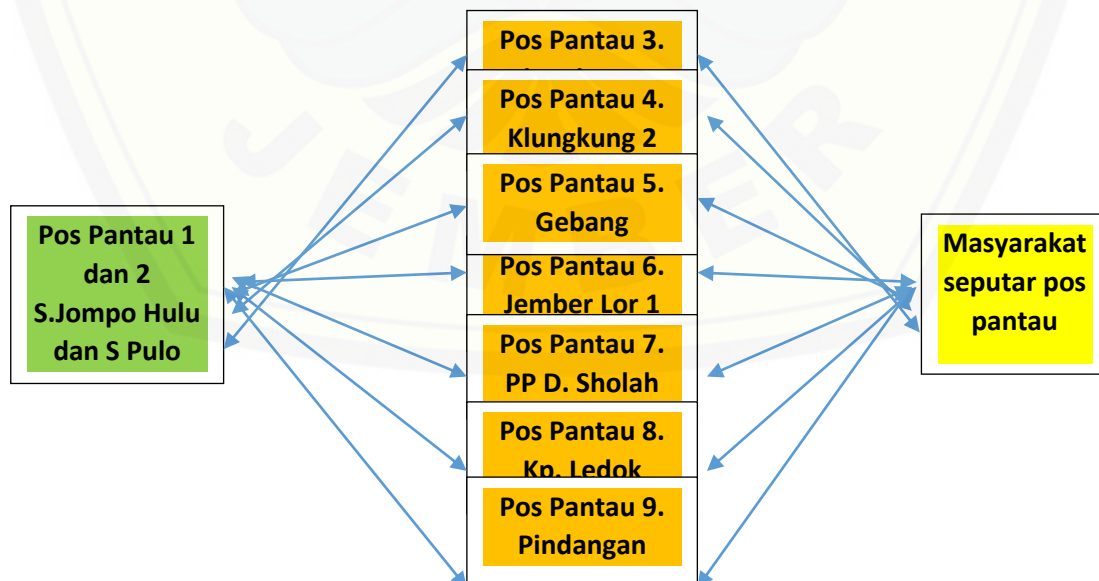 Pos Pantau 3.
Pos Pantau 4.
Klungkung 2
Pos Pantau 5.
Gebang
Pos Pantau 6.
Jember Lor 1
Pos Pantau 7.
PP D. Sholah
Pos Pantau 8.
Kp. Ledok
Pos Pantau 9.
Pindangan
Pos Pantau 1
dan 2
S.Jompo Hulu
dan S Pulo
Masyarakat
seputar pos
pantau
JEMBER